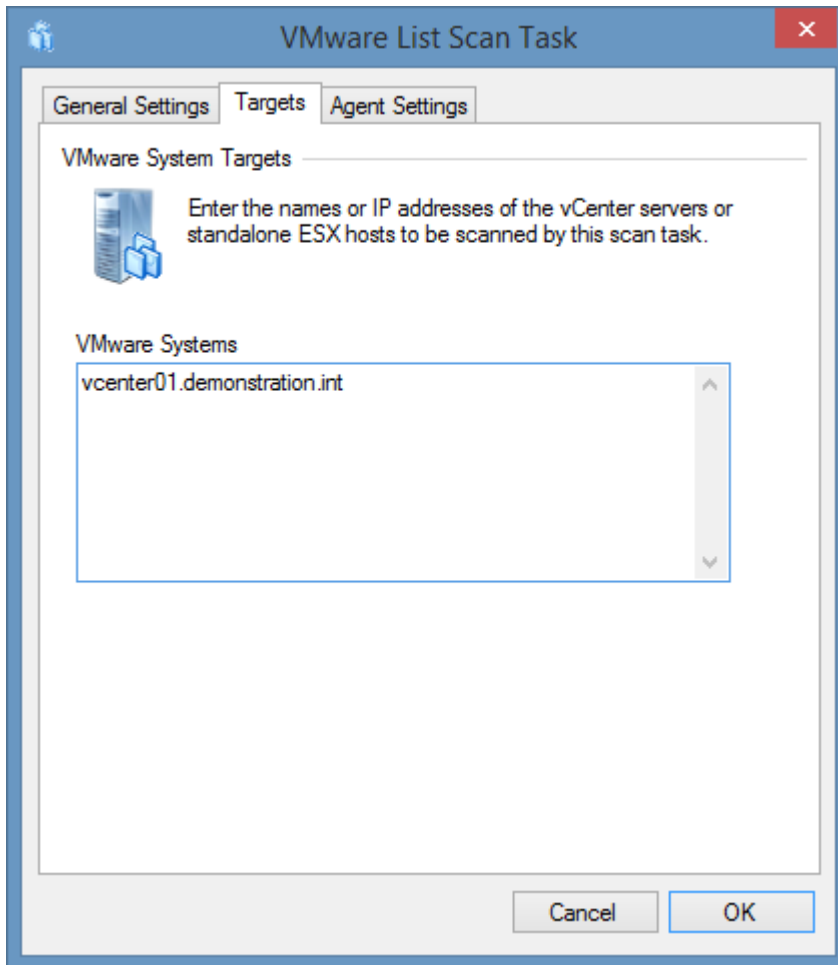 VMware List Scan Task
General Settings
Targets
Agent Settings
VMware System Targets
Enter the names or IP addresses of the vCenter servers or
standalone ESX hosts to be scanned by this scan task.
VMware Systems
vcenter01.demonstration.int
Cancel
OK